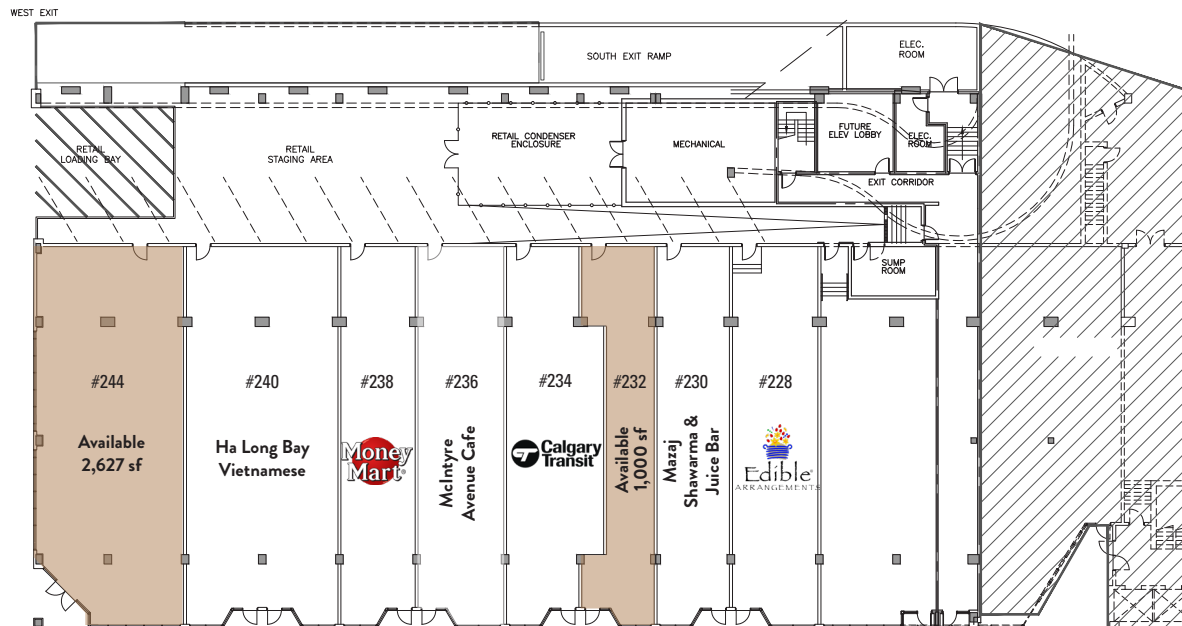 WEST EXIT
SOUTH EXIT RAMP
ELEC.
ROOM
RETAIL
LOADING BAY
RETAIL
STAGING AREA
RETAIL CONDENSER
ENCLOSURE
MECHANICAL
FUTURE
ELEV LOBBY
ELEC.
ROOM
EXIT CORRIDOR
SUMP
ROOM
#244
Available
2,627 sf
#240
Ha Long Bay
Vietnamese
#238
Money
Mart
#236
McIntyre
Avenue Cafe
#234
Calgary
Transit
#232
Available
1,000 sf
#230
Mazaj
Shawarma &
Juice Bar
#228
Edible®
ARRANGEMENTS